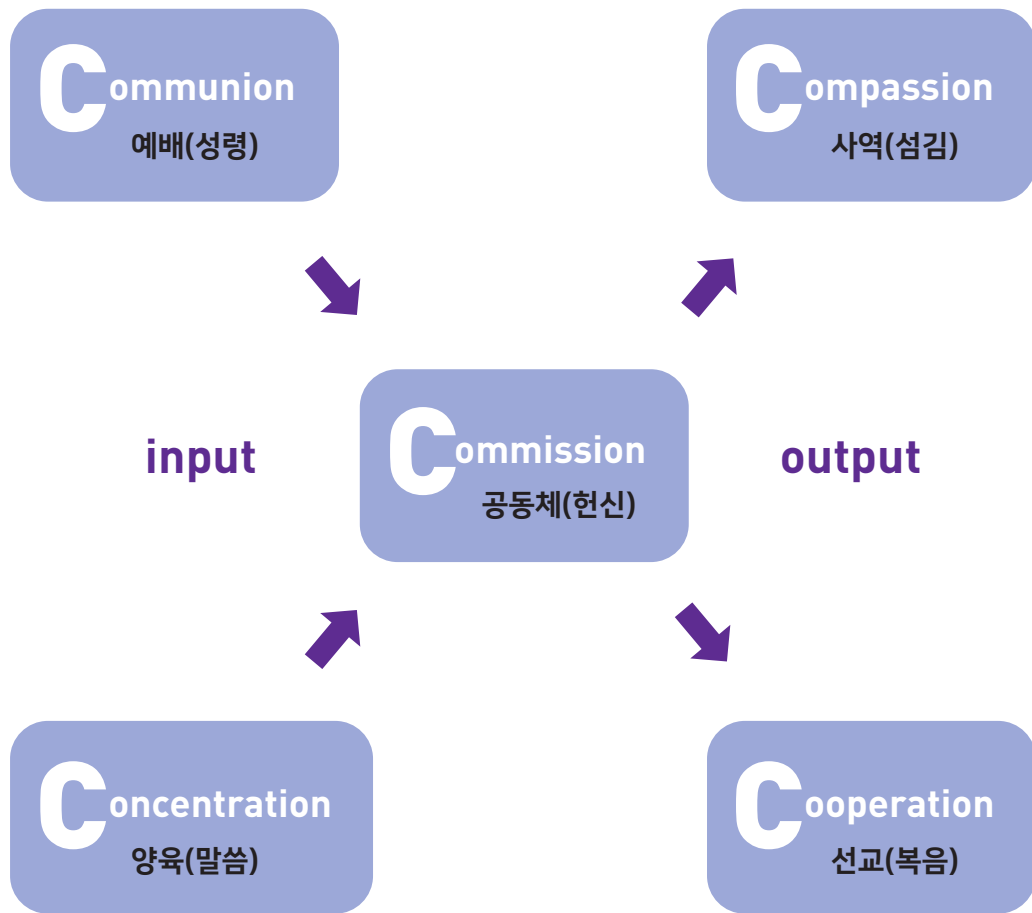 Communion
예배(성령)
Compassion
사역(섬김)
input
Commission
공동체(헌신)
output
Concentration
양육(말씀)
Cooperation
선교(복음)